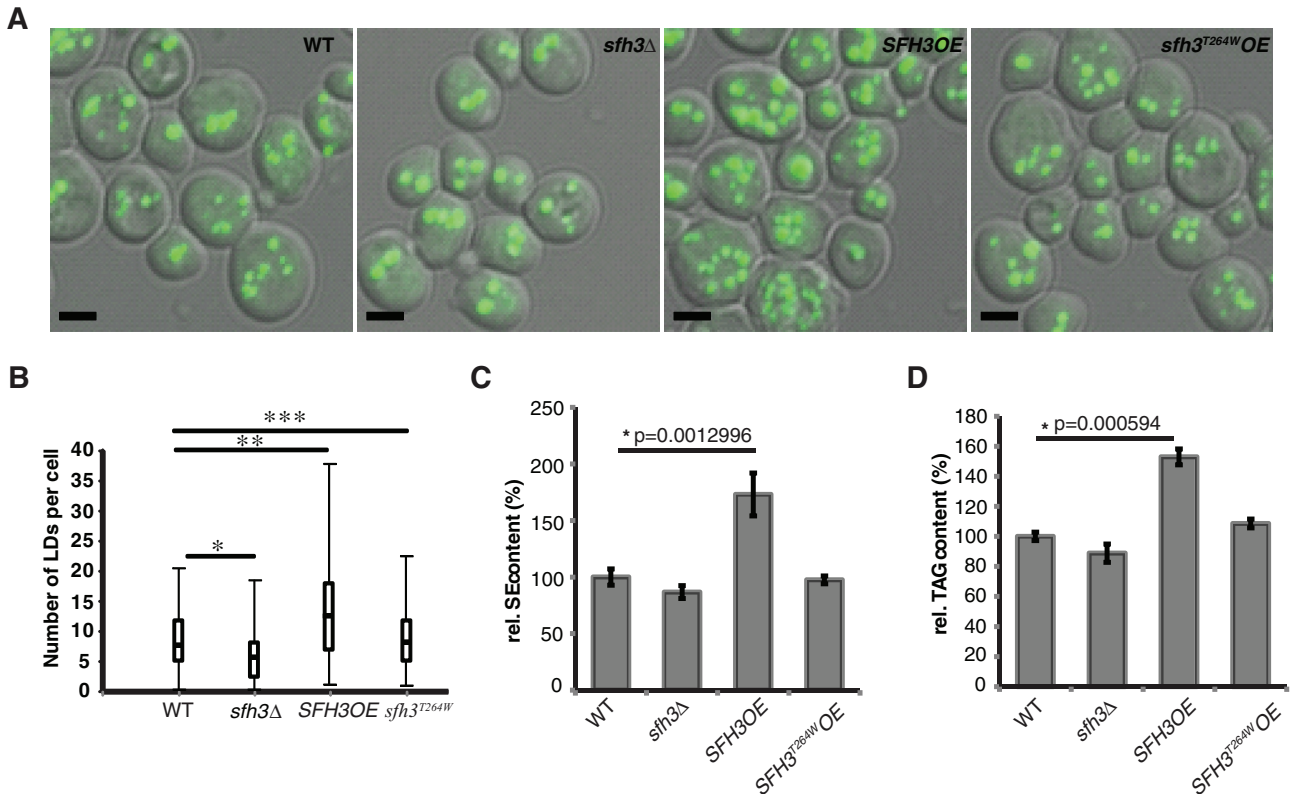 A
WT
sfh3Δ
SFH3OE
sfh3T264WOE
B
Number of LDs per cell
40
35
30
25
20
15
10
5
0
***
**
*
WT
sfh3Δ
SFH3OE
sfh3T264W
C
rel. SEcontent (%)
250
200
150
100
50
0
* p=0.0012996
WT
sfh3Δ
SFH3OE
SFH3T264WOE
D
rel. TAGcontent (%)
180
160
140
120
100
80
60
40
20
0
* p=0.000594
WT
sfh3Δ
SFH3OE
SFH3T264WOE